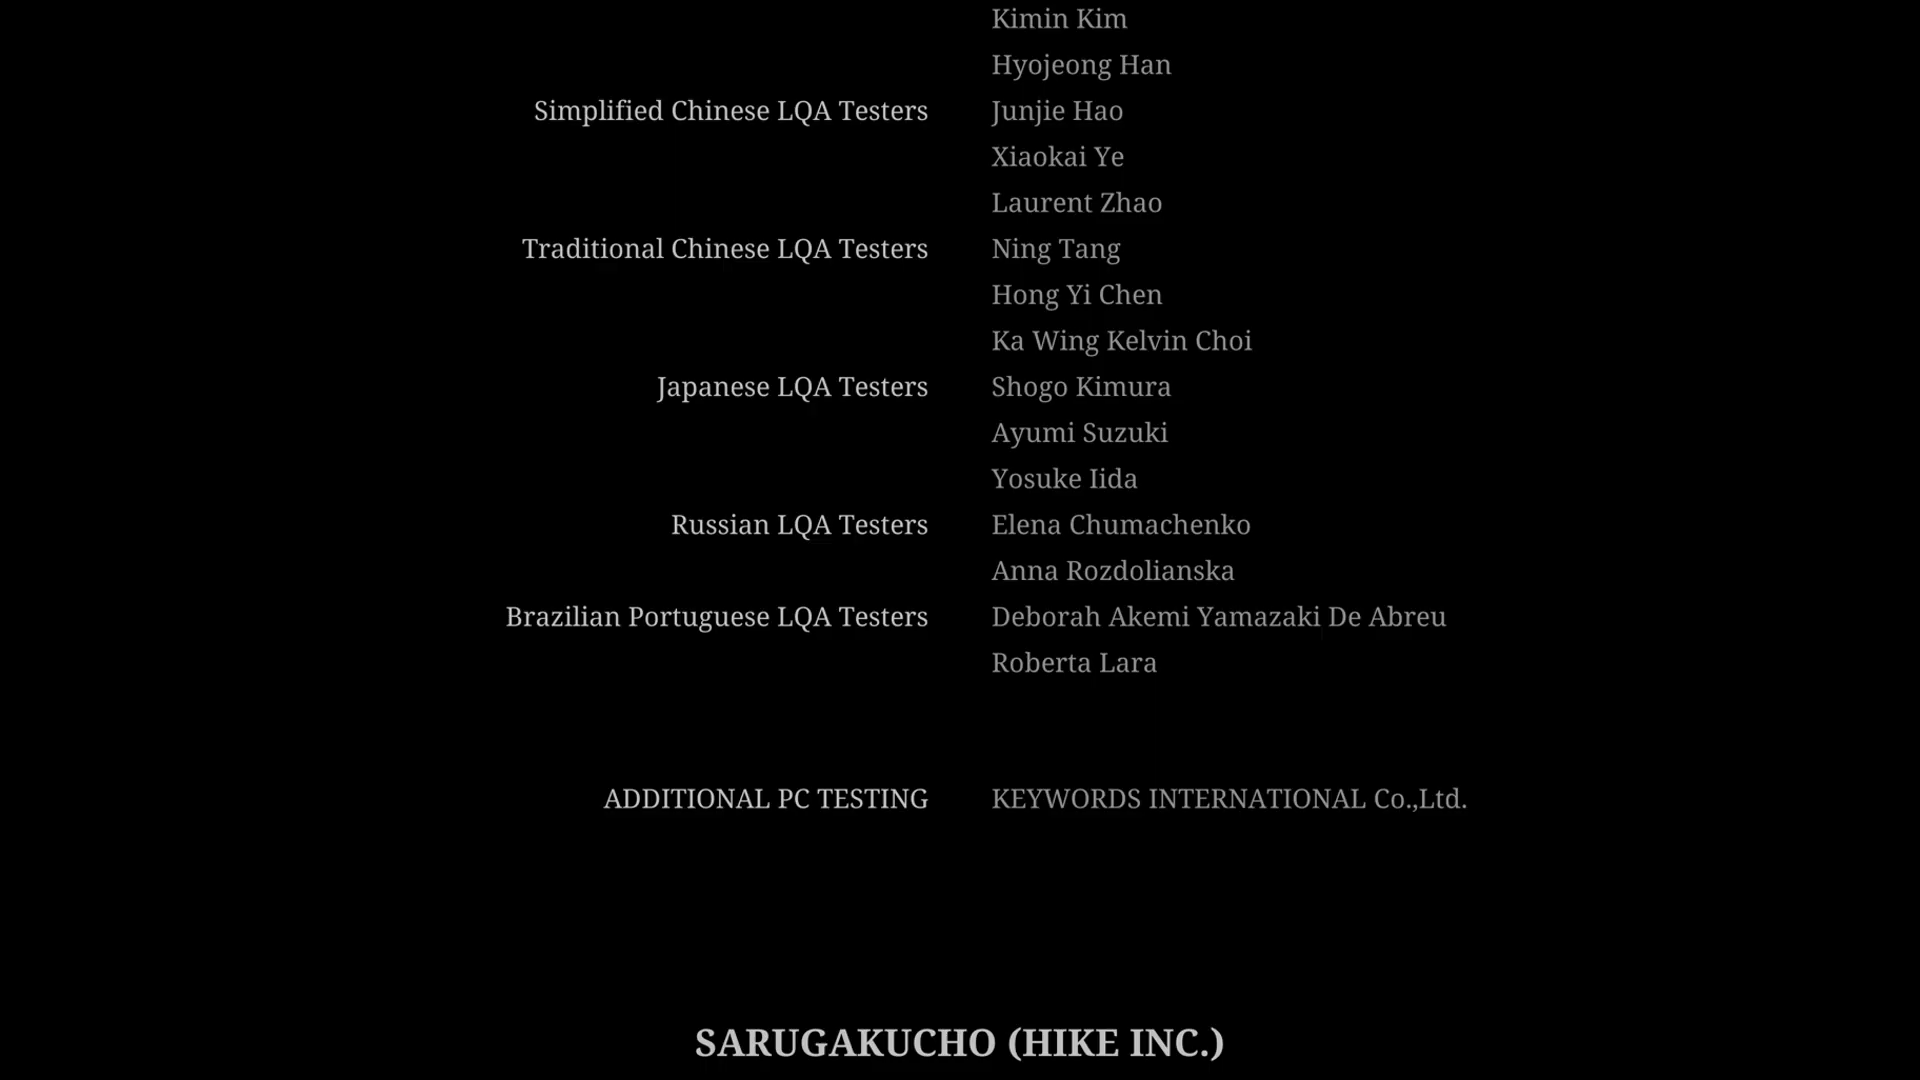 Kimin Kim
Hyojeong Han
Simplified Chinese LQA Testers Junjie Hao
Xiaokai Ye
Laurent Zhao
Traditional Chinese LQA Testers Ning Tang
Hong Yi Chen
Ka Wing Kelvin Choi
Japanese LQA Testers Shogo Kimura
Ayumi Suzuki
Yosuke Iida
Russian LQA Testers Elena Chumachenko
Anna Rozdolianska
Brazilian Portuguese LQA Testers Deborah Akemi Yamazaki De Abreu
Roberta Lara
ADDITIONAL PC TESTING KEYWORDS INTERNATIONAL Co.,Ltd.
SARUGAKUCHO (HIKE INC.)